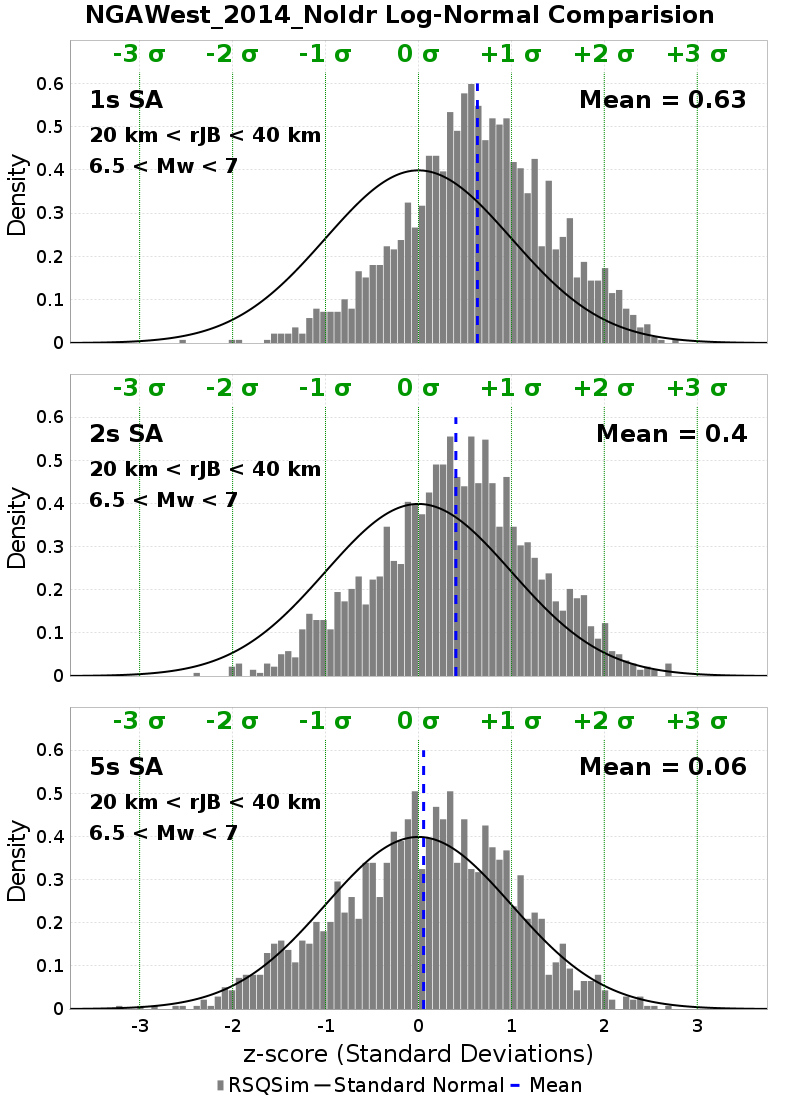 NGAWest_2014_NoIdr Log-Normal Comparision
-3 σ -2 σ -1 σ 0 σ +1 σ +2 σ +3 σ
1s SA Mean = 0.63
20 km < rJB < 40 km
6.5 < Mw < 7
0.6
0.5
0.4
0.3
0.2
0.1
0
Density
-3 σ -2 σ -1 σ 0 σ +1 σ +2 σ +3 σ
2s SA Mean = 0.4
20 km < rJB < 40 km
6.5 < Mw < 7
0.6
0.5
0.4
0.3
0.2
0.1
0
Density
-3 σ -2 σ -1 σ 0 σ +1 σ +2 σ +3 σ
5s SA Mean = 0.06
20 km < rJB < 40 km
6.5 < Mw < 7
0.6
0.5
0.4
0.3
0.2
0.1
0
Density
-3 -2 -1 0 1 2 3
z-score (Standard Deviations)
RSQSim Standard Normal Mean